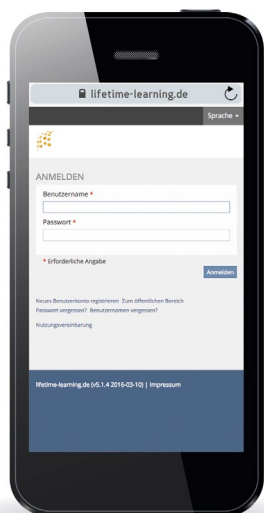 lifetime-learning.de
Sprache
ANMELDEN
Benutzername *
Passwort *
* Erforderliche Angabe
Anmelden
Neues Benutzerkonto registrieren Zum öffentlichen Bereich
Passwort vergessen? Benutzernamen vergessen?
Nutzungsvereinbarung
lifetime-learning.de (v5.1.4 2016-03-10) | Impressum